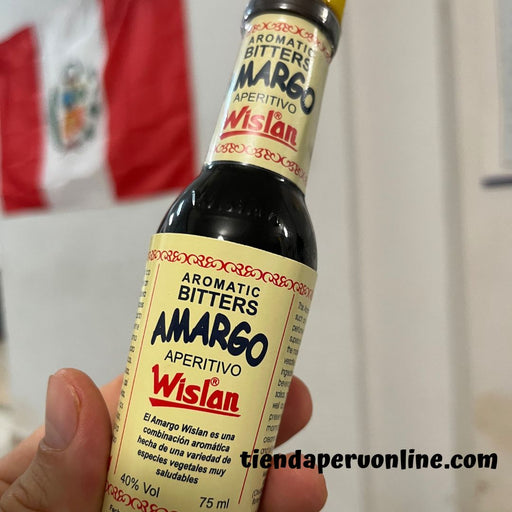 AROMATIC
BITTERS
MARGO
APERITIVO
Wislan®
AROMATIC
BITTERS
AMARGO
APERITIVO
Wislan®
El Amargo Wislan es una
combinación aromática
hecha de una variedad de
especies vegetales muy
saludables
40% Vol 75 ml
tiendaperuonline.com